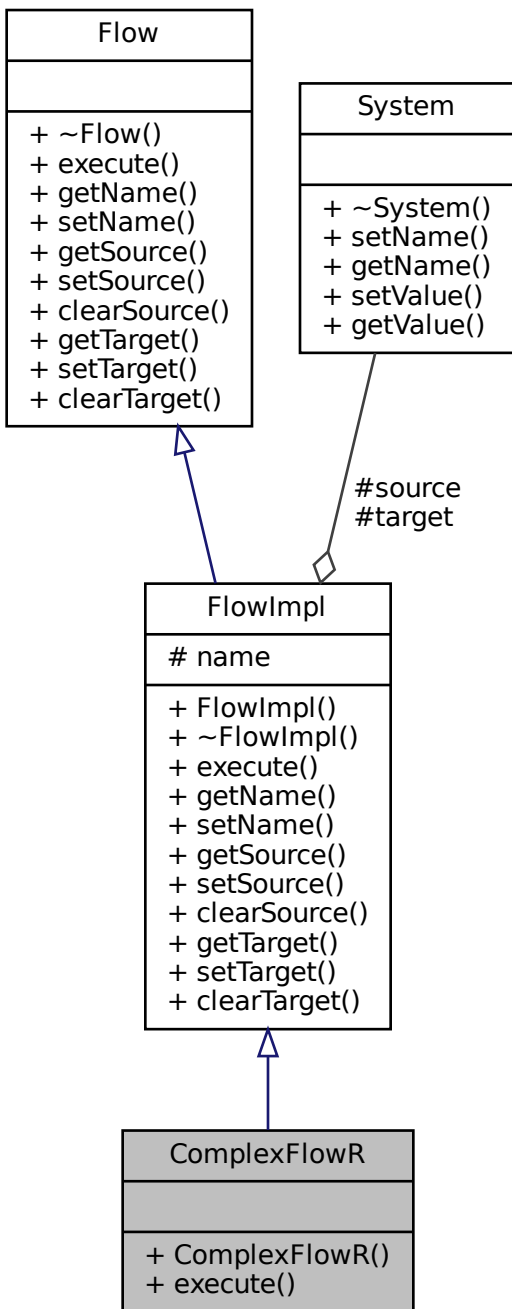 Flow
+ ~Flow()
+ execute()
+ getName()
+ setName()
+ getSource()
+ setSource()
+ clearSource()
+ getTarget()
+ setTarget()
+ clearTarget()
System
+ ~System()
+ setName()
+ getName()
+ setValue()
+ getValue()
#source
#target
FlowImpl
# name
+ FlowImpl()
+ ~FlowImpl()
+ execute()
+ getName()
+ setName()
+ getSource()
+ setSource()
+ clearSource()
+ getTarget()
+ setTarget()
+ clearTarget()
ComplexFlowR
+ ComplexFlowR()
+ execute()